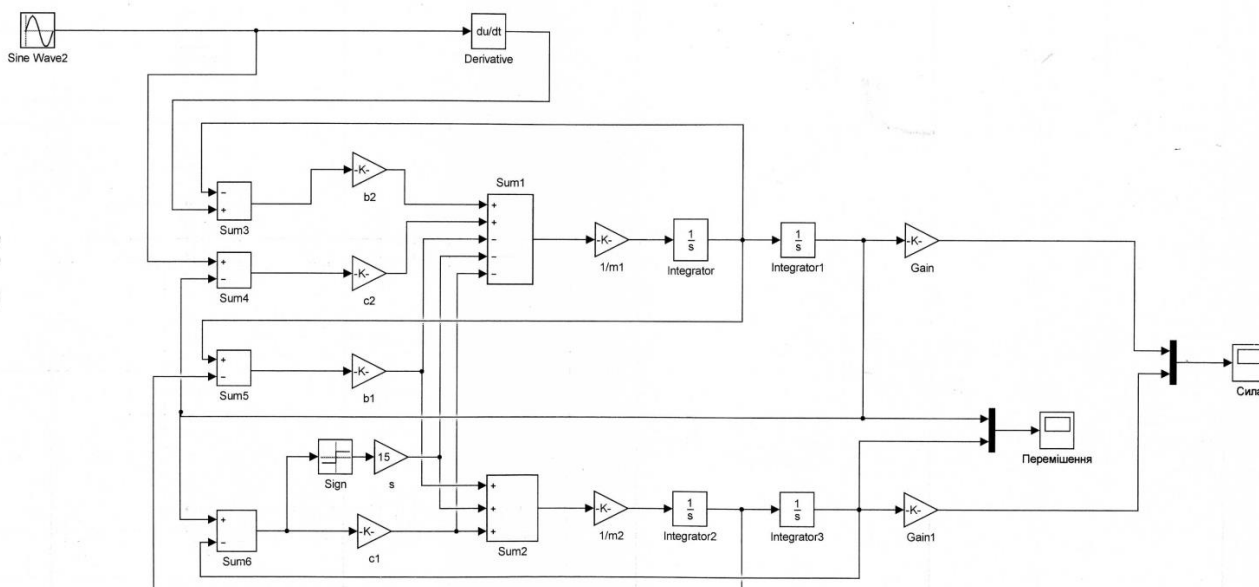 Sine Wave2
du/dt
Derivative
-K-
b2
Sum3
Sum1
-K-
1/m1
1
s
Integrator
1
s
Integrator1
-K-
Gain
Sum4
-K-
c2
Sum5
-K-
b1
Сила
Перемішення
Sign
15
s
Sum6
-K-
c1
Sum2
-K-
1/m2
1
s
Integrator2
1
s
Integrator3
-K-
Gain1